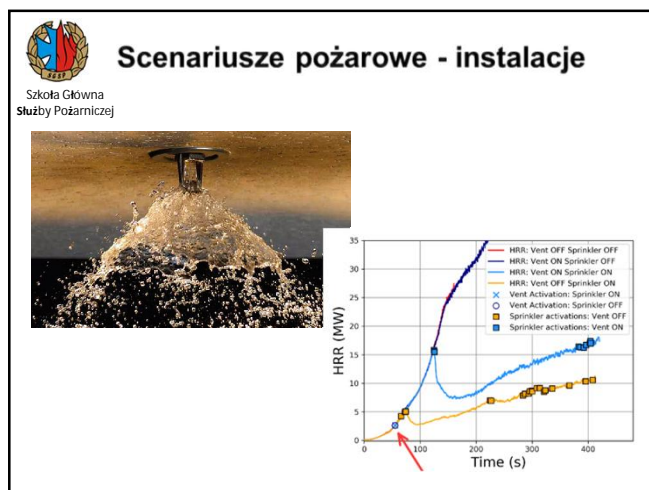 Scenariusze pożarowe - instalacje
SGSP
Szkoła Główna
Służby Pożarniczej
35
30
25
20
15
10
5
0
HRR (MW)
0
100
200
300
400
Time (s)
HRR: Vent OFF Sprinkler OFF
HRR: Vent ON Sprinkler OFF
HRR: Vent ON Sprinkler ON
HRR: Vent OFF Sprinkler ON
Vent Activation: Sprinkler ON
Vent Activation: Sprinkler OFF
Sprinkler activations: Vent OFF
Sprinkler activations: Vent ON